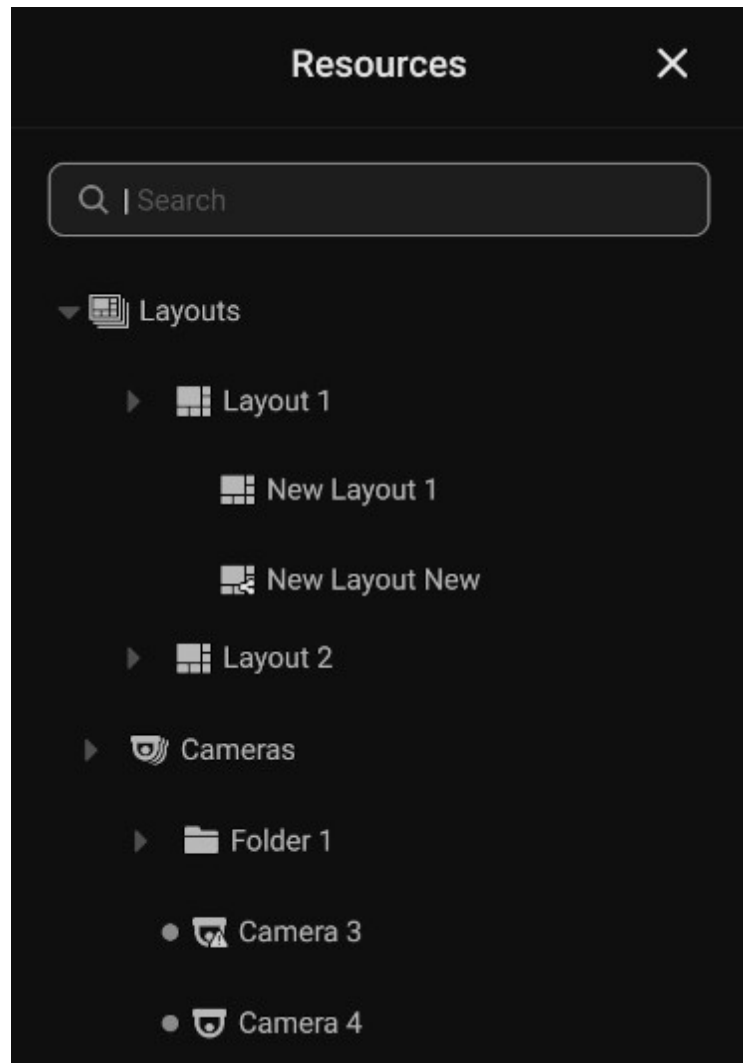 Resources
Search
Layouts
Layout 1
New Layout 1
New Layout New
Layout 2
Cameras
Folder 1
Camera 3
Camera 4